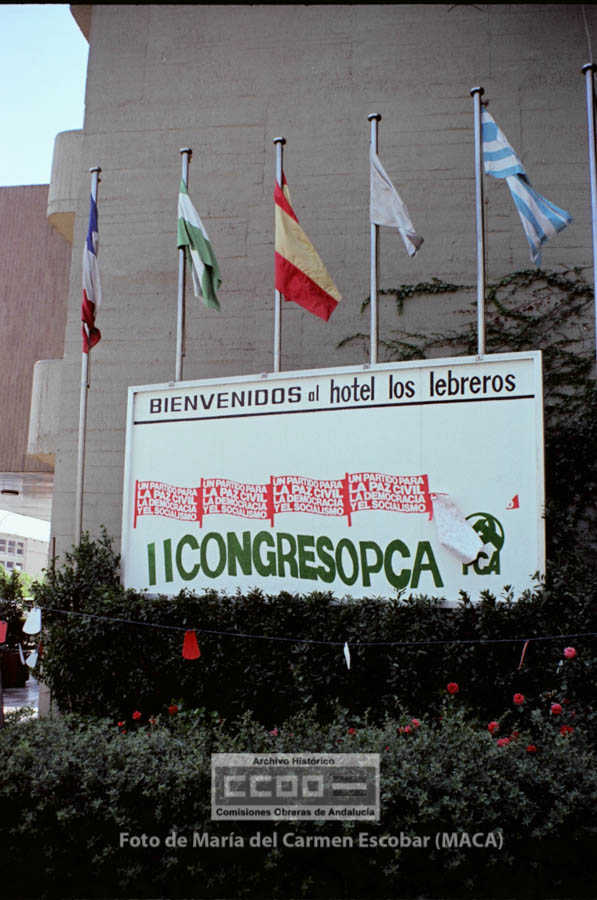 BIENVENIDOS al hotel los lebreros
UN PARTIDO PARA
LA PAZ CIVIL
LA DEMOCRACIA
Y EL SOCIALISMO
UN PARTIDO PARA
LA PAZ CIVIL
LA DEMOCRACIA
Y EL SOCIALISMO
UN PARTIDO PARA
LA PAZ CIVIL
LA DEMOCRACIA
Y EL SOCIALISMO
UN PARTIDO PARA
LA PAZ CIVIL
LA DEMOCRACIA
Y EL SOCIALISMO
II CONGRESO PCA
PCA
Archivo Histórico
CCOO
Comisiones Obreras de Andalucía
Foto de María del Carmen Escobar (MACA)